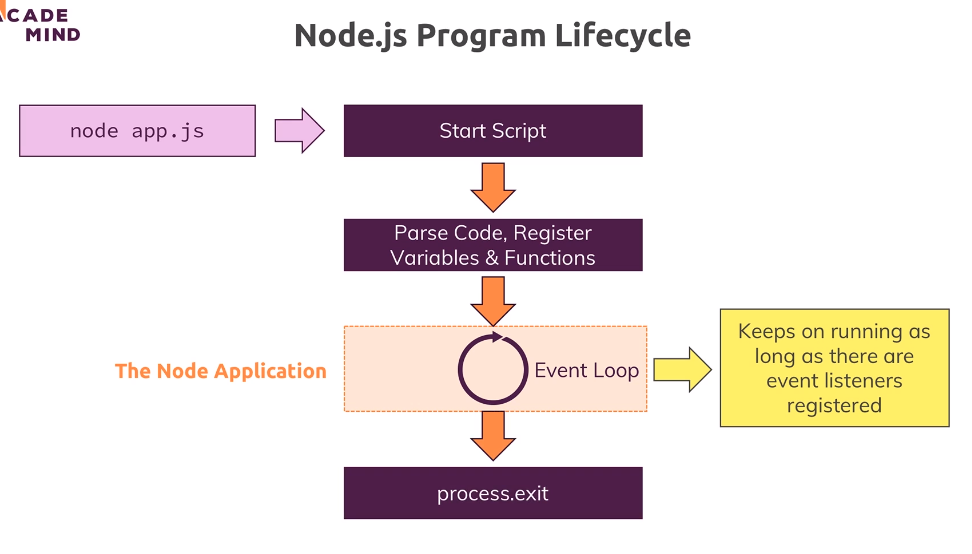 ACADE
MIND
Node.js Program Lifecycle
node app.js
Start Script
Parse Code, Register
Variables & Functions
The Node Application
Event Loop
Keeps on running as
long as there are
event listeners
registered
process.exit